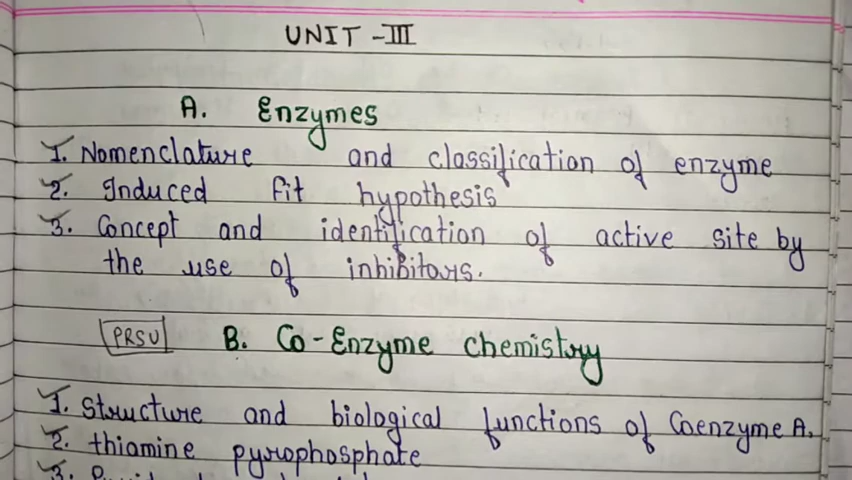 UNIT - III
A. Enzymes
1. Nomenclature and classification of enzyme
2. Induced fit hypothesis
3. Concept and identification of active site by
the use of inhibitors.
PRSU B. Co-Enzyme chemistry
1. Structure and biological functions of Coenzyme A.
2. thiamine pyrophosphate
3.